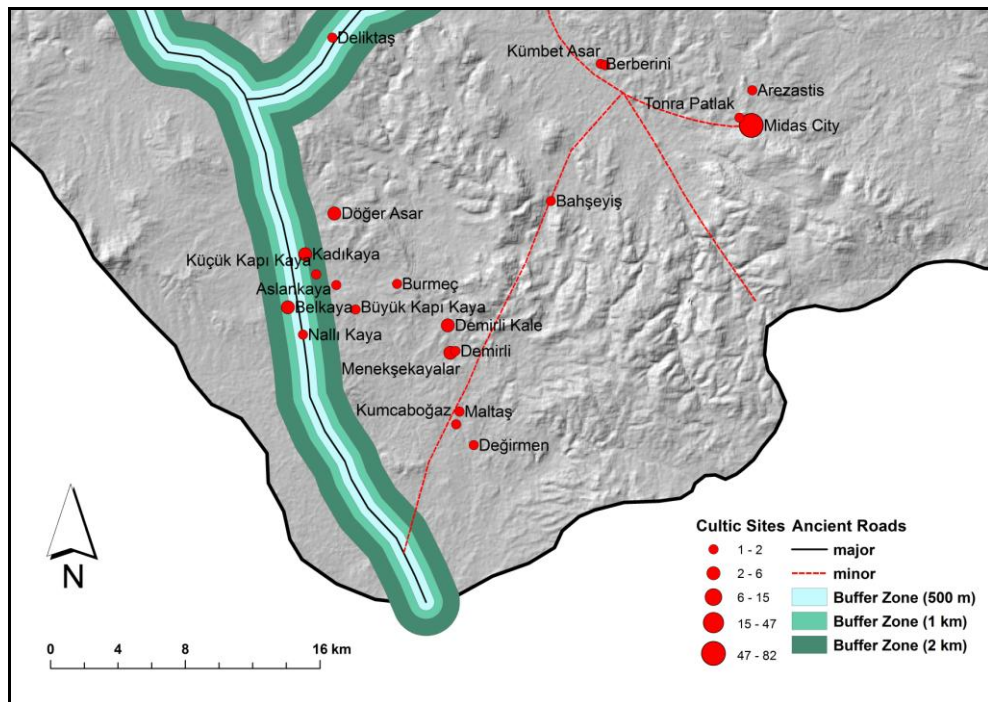 Deliktaş
Kümbet Asar
Berberini
Arezastis
Tonra Patlak
Midas City
Bahşeyiş
Döğer Asar
Kadıkaya
Küçük Kapı Kaya
Aslankaya
Burmeç
Belkaya
Büyük Kapı Kaya
Nallı Kaya
Demirli Kale
Demirli
Menekşekayalar
Kumcaboğaz
Maltaş
Değirmen
N
0 4 8 16 km
Cultic Sites Ancient Roads
1 - 2 major
2 - 6 minor
6 - 15 Buffer Zone (500 m)
15 - 47 Buffer Zone (1 km)
47 - 82 Buffer Zone (2 km)